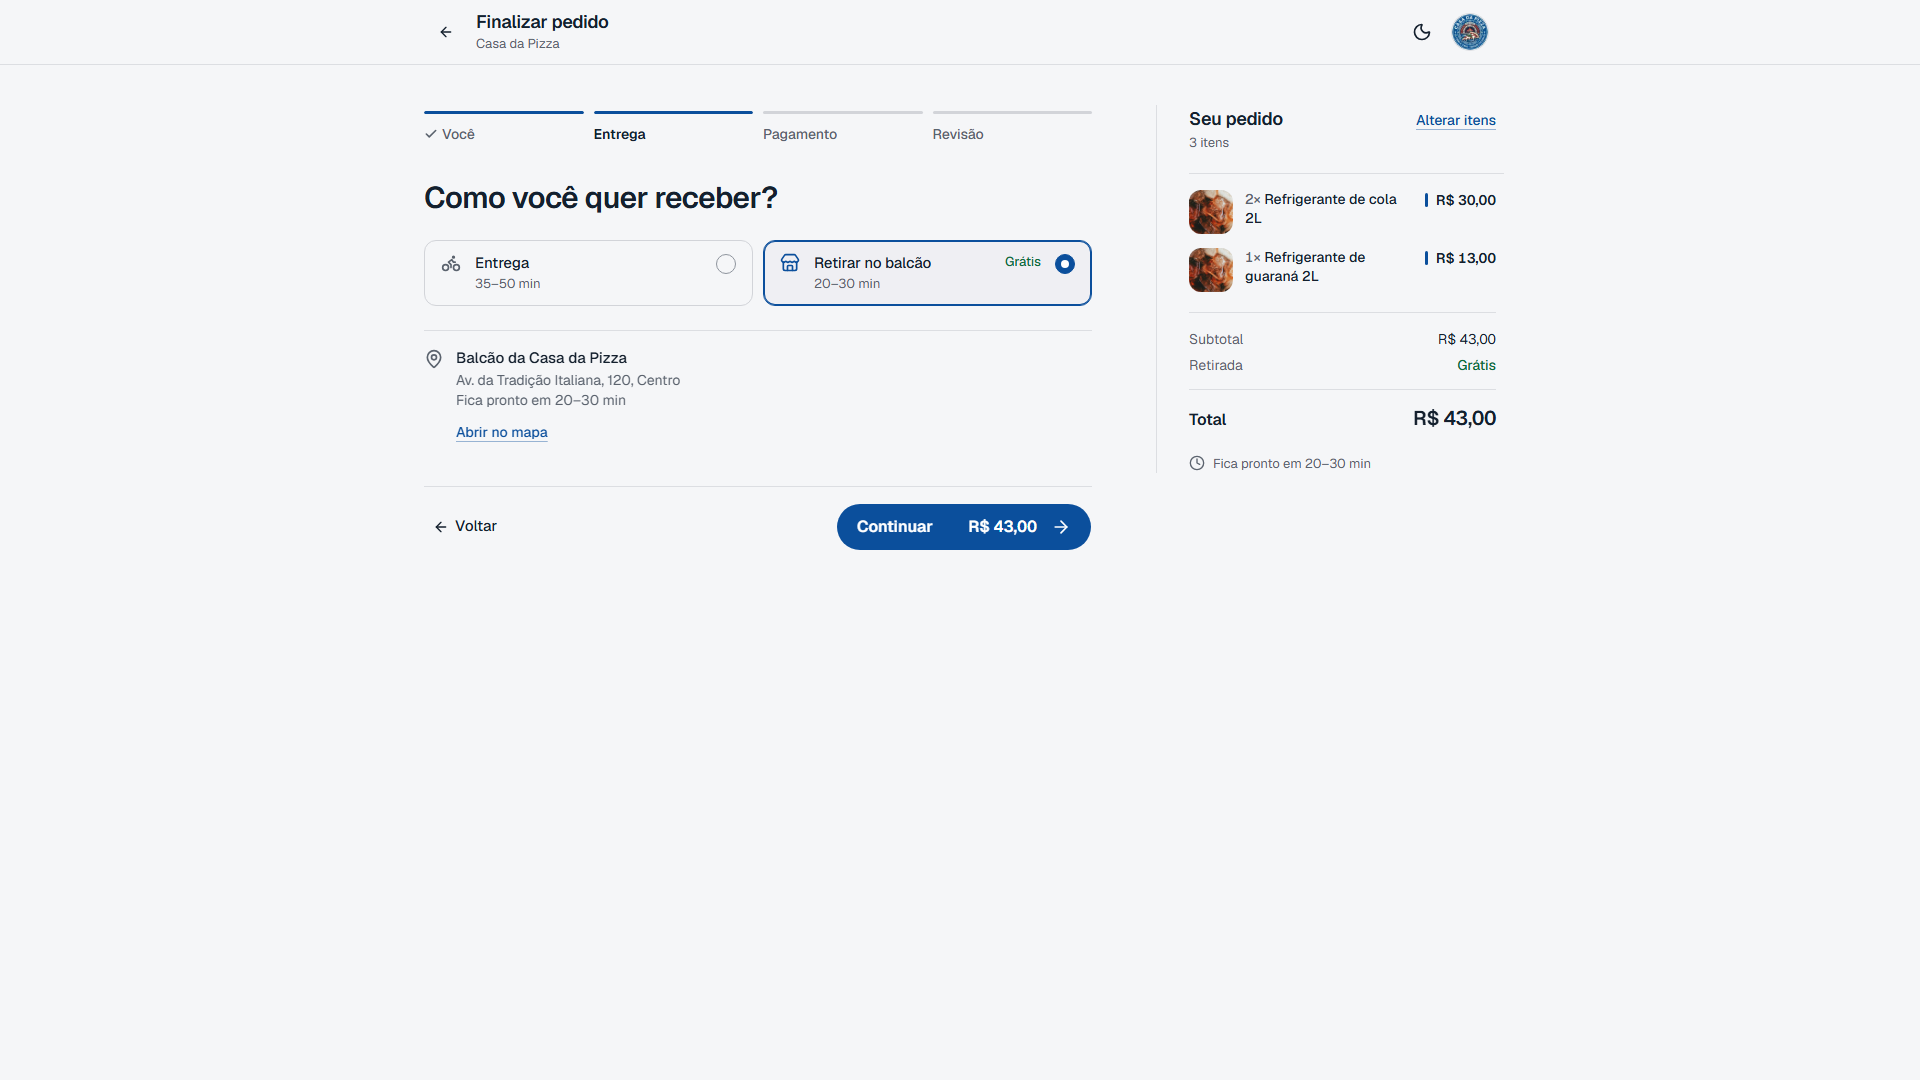 Finalizar pedido
Casa da Pizza
Você
Entrega
Pagamento
Revisão
Como você quer receber?
Entrega
35–50 min
Retirar no balcão
Grátis
20–30 min
Balcão da Casa da Pizza
Av. da Tradição Italiana, 120, Centro
Fica pronto em 20–30 min
Abrir no mapa
Voltar
Continuar R$ 43,00
Seu pedido
Alterar itens
3 itens
2× Refrigerante de cola
2L
R$ 30,00
1× Refrigerante de
guaraná 2L
R$ 13,00
Subtotal R$ 43,00
Retirada Grátis
Total R$ 43,00
Fica pronto em 20–30 min